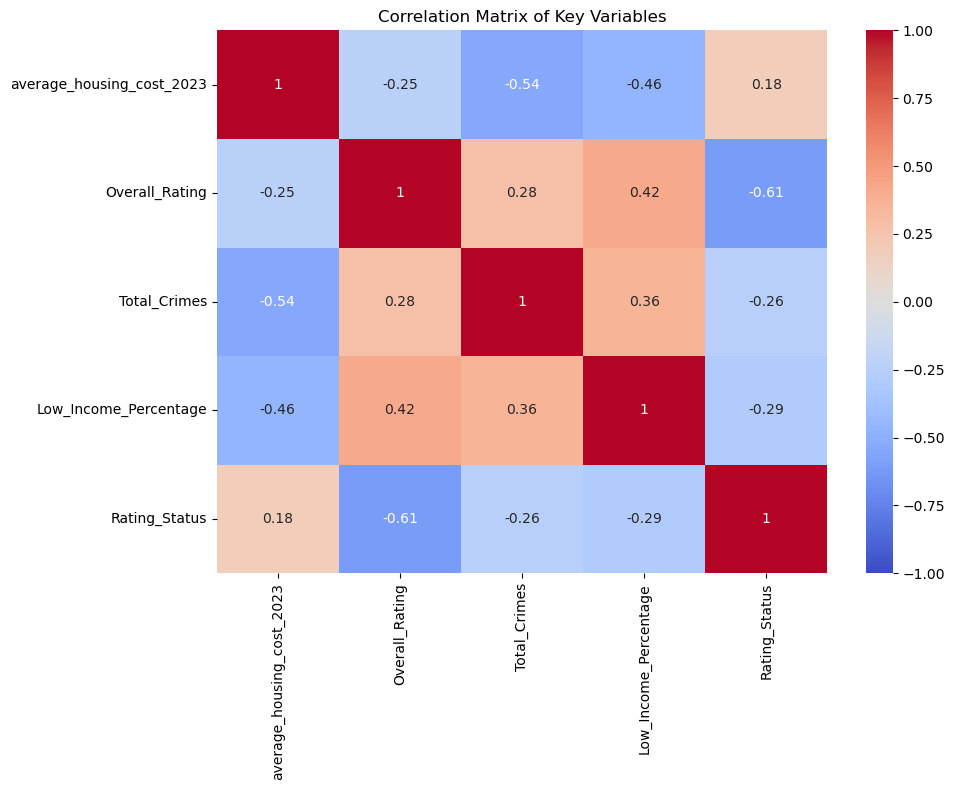 Correlation Matrix of Key Variables
average_housing_cost_2023 1 -0.25 -0.54 -0.46 0.18
Overall_Rating -0.25 1 0.28 0.42 -0.61
Total_Crimes -0.54 0.28 1 0.36 -0.26
Low_Income_Percentage -0.46 0.42 0.36 1 -0.29
Rating_Status 0.18 -0.61 -0.26 -0.29 1
average_housing_cost_2023
Overall_Rating
Total_Crimes
Low_Income_Percentage
Rating_Status
1.00
0.75
0.50
0.25
0.00
−0.25
−0.50
−0.75
−1.00